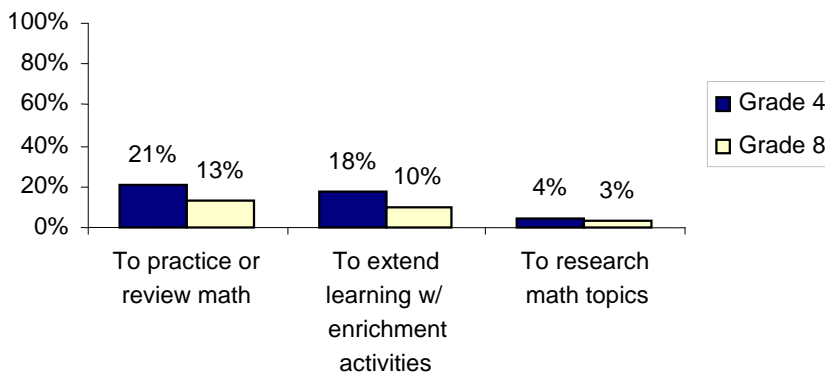 100%
80%
60%
40%
20%
0%
21%
13%
18%
10%
4%
3%
To practice or
review math
To extend
learning w/
enrichment
activities
To research
math topics
Grade 4
Grade 8